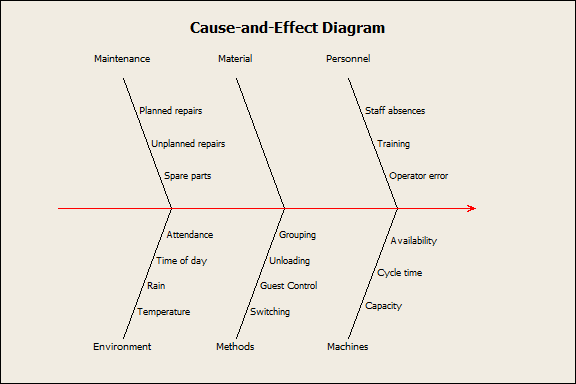 Cause-and-Effect Diagram
Maintenance
Material
Personnel
Planned repairs
Staff absences
Unplanned repairs
Training
Spare parts
Operator error
Attendance
Grouping
Availability
Time of day
Unloading
Cycle time
Rain
Guest Control
Capacity
Temperature
Switching
Environment
Methods
Machines